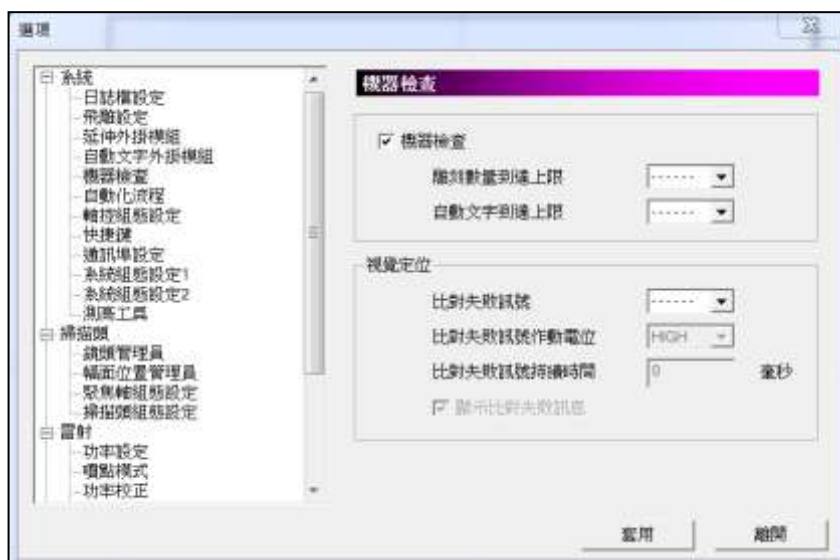 選項
系統
日誌檔設定
飛雕設定
延伸外掛模組
自動文字外掛模組
機器檢查
自動化流程
軸控組態設定
快捷鍵
通訊埠設定
系統組態設定1
系統組態設定2
測高工具
掃描頭
鏡頭管理員
幅面位置管理員
聚焦軸組態設定
掃描頭組態設定
雷射
功率設定
噴點模式
功率校正
機器檢查
機器檢查
雕刻數量到達上限 ------
自動文字到達上限 ------
視覺定位
比對失敗訊號 ------
比對失敗訊號作動電位 HIGH
比對失敗訊號持續時間 0 毫秒
顯示比對失敗訊息
套用 離開